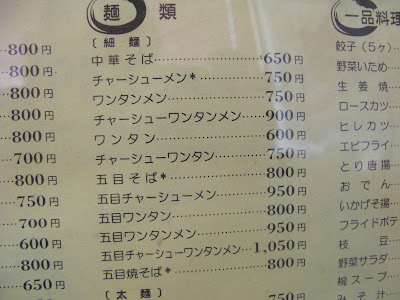 800円
800円
800円
800円
800円
700円
800円
750円
700円
600円
800円
650円
麺類
〔細麺〕
中華そば……650円
チャーシューメン*……750円
ワンタンメン……750円
チャーシューワンタンメン……900円
ワンタン……600円
チャーシューワンタン……750円
五目そば*……800円
五目チャーシューメン……950円
五目ワンタン……800円
五目ワンタンメン……950円
五目チャーシューワンタンメン…1,050円
五目焼そば*……800円
〔太麺〕
750円
一品料理
餃子（5ヶ）
野菜いため
生姜焼
ロースカツ
ヒレカツ
エビフライ
とり唐揚
おでん
いかげそ揚
フライドポテ
枝豆
野菜サラダ
椀スープ
みそ汁